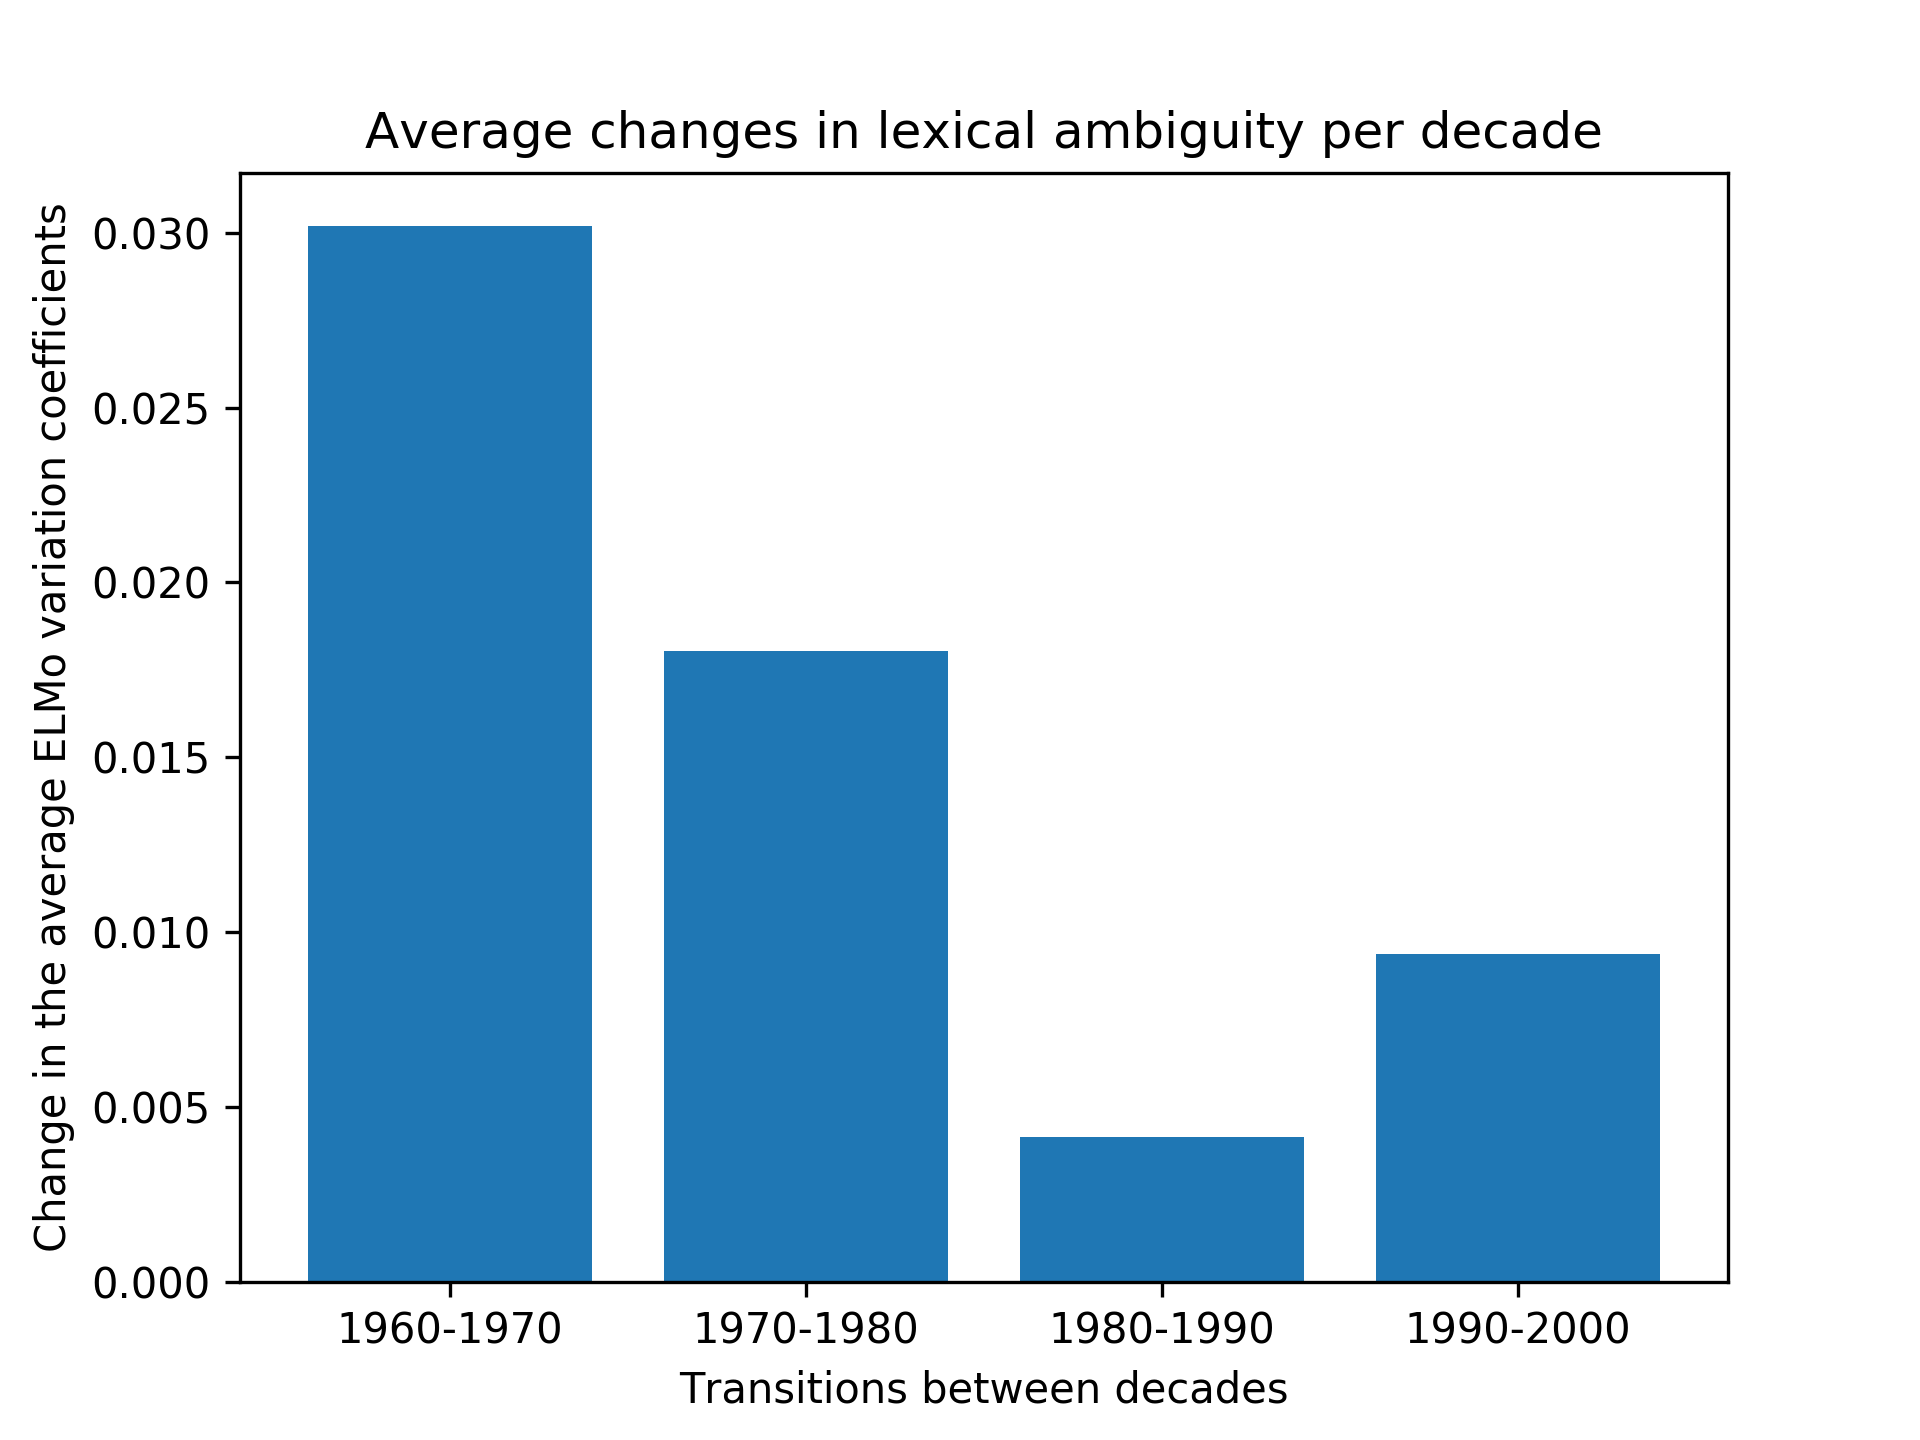 Average changes in lexical ambiguity per decade
Change in the average ELMo variation coefficients
0.030
0.025
0.020
0.015
0.010
0.005
0.000
1960-1970 1970-1980 1980-1990 1990-2000
Transitions between decades